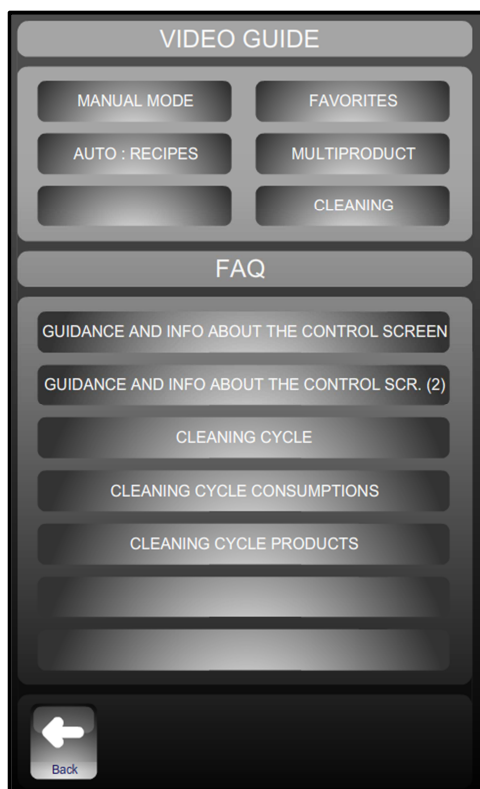 VIDEO GUIDE
MANUAL MODE
FAVORITES
AUTO : RECIPES
MULTIPRODUCT
CLEANING
FAQ
GUIDANCE AND INFO ABOUT THE CONTROL SCREEN
GUIDANCE AND INFO ABOUT THE CONTROL SCR. (2)
CLEANING CYCLE
CLEANING CYCLE CONSUMPTIONS
CLEANING CYCLE PRODUCTS
Back